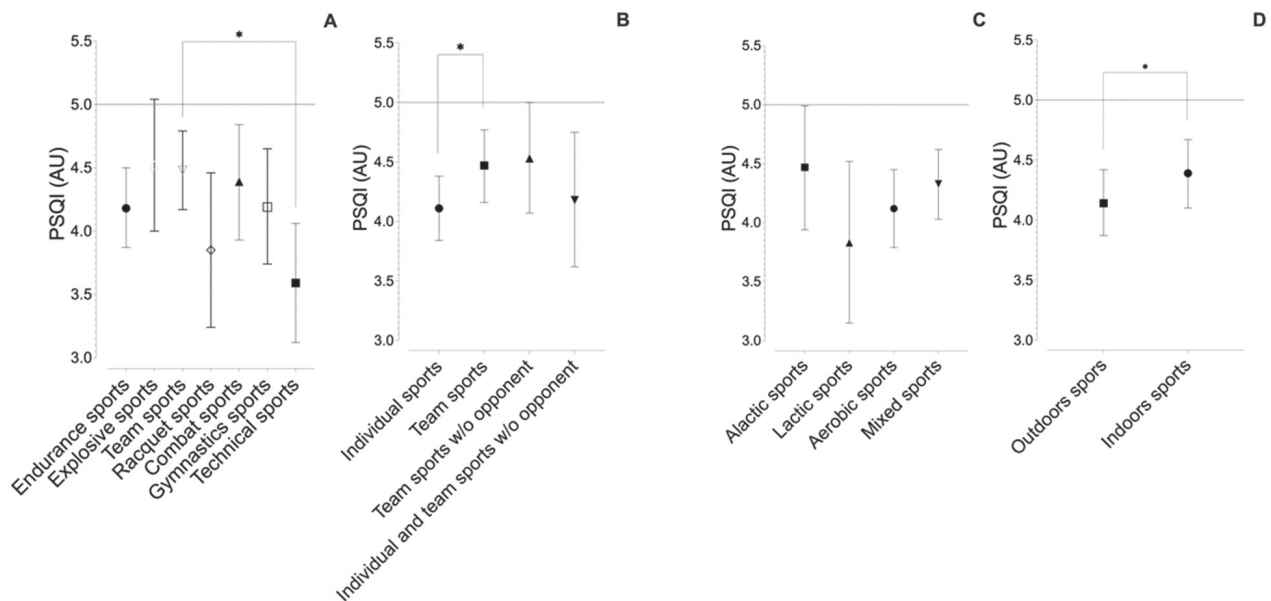 A
*
5.5
5.0
4.5
4.0
3.5
3.0
PSQI (AU)
Endurance sports
Explosive sports
Team sports
Racquet sports
Combat sports
Gymnastics sports
Technical sports
B
*
5.5
5.0
4.5
4.0
3.5
3.0
PSQI (AU)
Individual sports
Team sports
Team sports w/o opponent
Individual and team sports w/o opponent
C
5.5
5.0
4.5
4.0
3.5
3.0
PSQI (AU)
Alactic sports
Lactic sports
Aerobic sports
Mixed sports
D
*
5.5
5.0
4.5
4.0
3.5
3.0
PSQI (AU)
Outdoors spors
Indoors sports